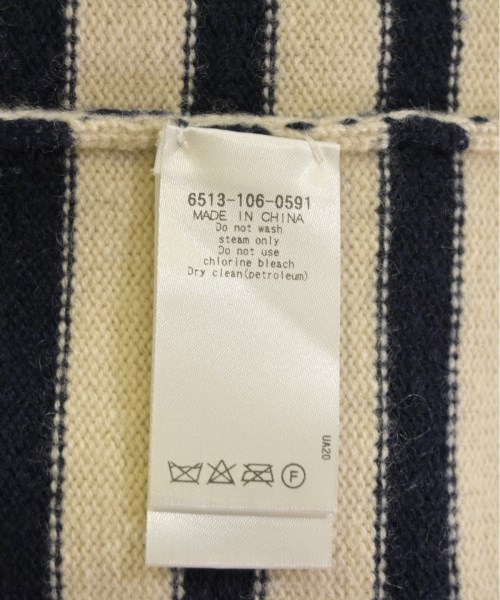 6513-106-0591
MADE IN CHINA
Do not wash
steam only
Do not use
chlorine bleach
Dry clean(petroleum)
UA20
F